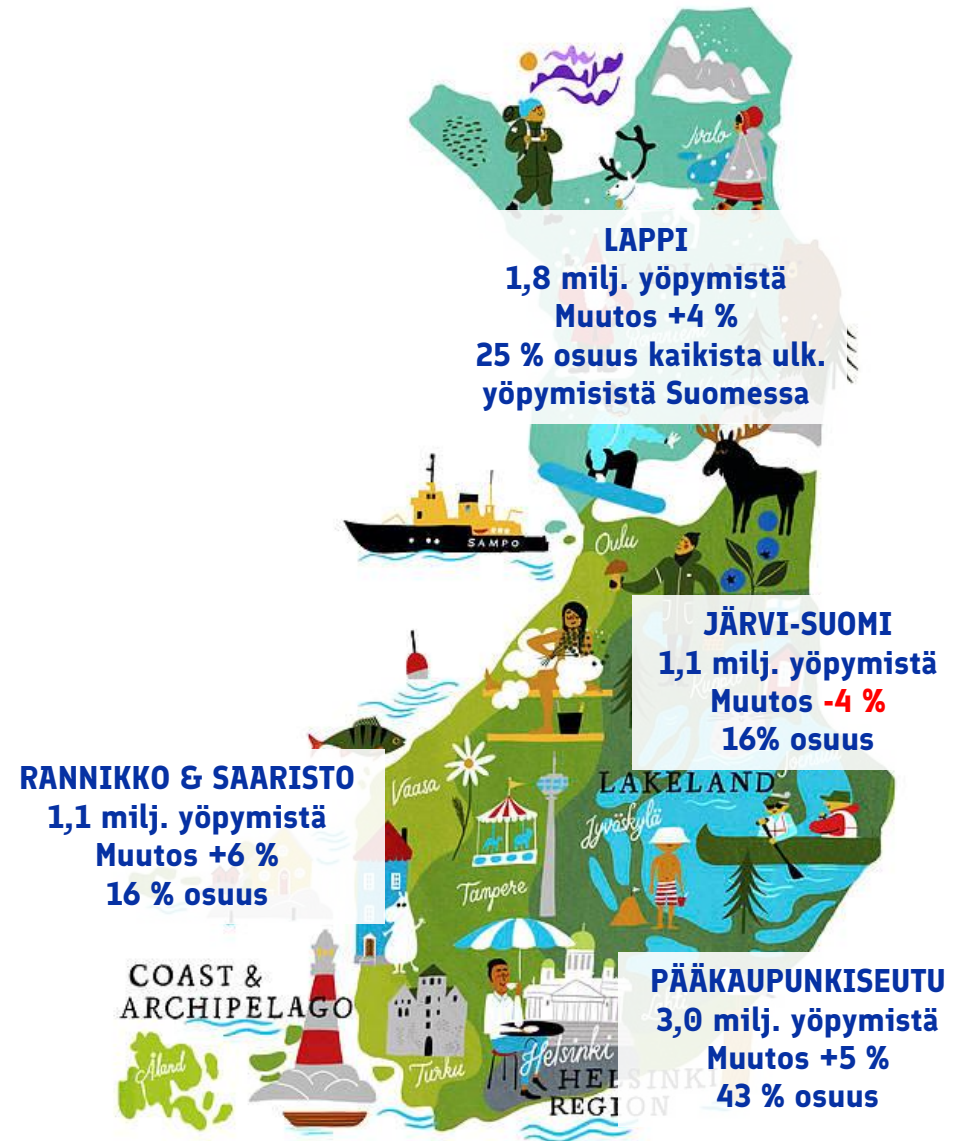 Ivalo
LAPPI
1,8 milj. yöpymistä
Muutos +4 %
25 % osuus kaikista ulk.
yöpymisistä Suomessa
SAMPO
Oulu
JÄRVI-SUOMI
1,1 milj. yöpymistä
Muutos -4 %
16% osuus
LAKELAND
Vaasa
Jyväskylä
RANNIKKO & SAARISTO
1,1 milj. yöpymistä
Muutos +6 %
16 % osuus
Tampere
COAST &
ARCHIPELAGO
Åland
Turku
Helsinki
HELSINKI
REGION
PÄÄKAUPUNKISEUTU
3,0 milj. yöpymistä
Muutos +5 %
43 % osuus